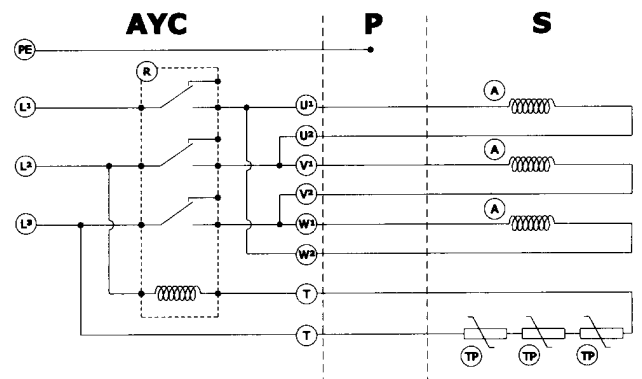 AYC P S
PE
R
L¹ U¹ A
U²
L² V¹ A
V²
L³ W¹ A
W²
T
T
TP TP TP